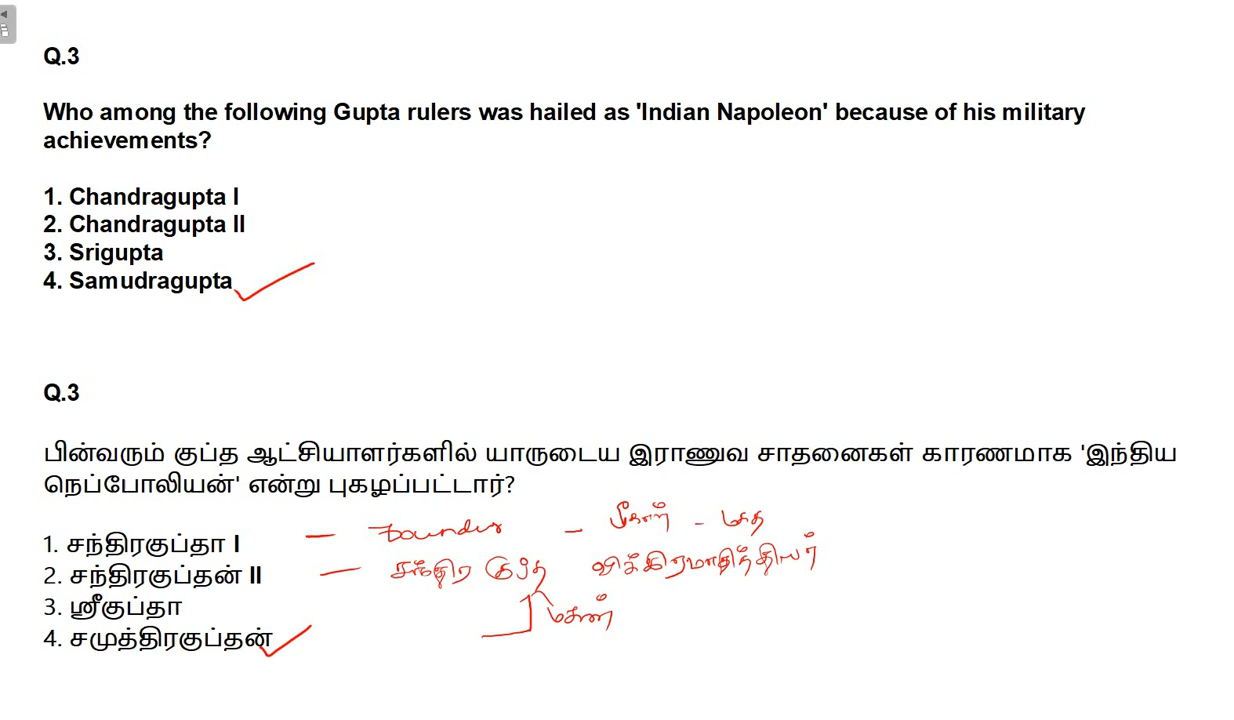 Q.3
Who among the following Gupta rulers was hailed as 'Indian Napoleon' because of his military
achievements?
1. Chandragupta I
2. Chandragupta II
3. Srigupta
4. Samudragupta
Q.3
பின்வரும் குப்த ஆட்சியாளர்களில் யாருடைய இராணுவ சாதனைகள் காரணமாக 'இந்திய
நெப்போலியன்' என்று புகழப்பட்டார்?
1. சந்திரகுப்தா I - founder - பீகார் -
2. சந்திரகுப்தன் II - சந்திர குப்த விக்கிரமாதித்தியர்
3. ஸ்ரீகுப்தா மகன்
4. சமுத்திரகுப்தன்